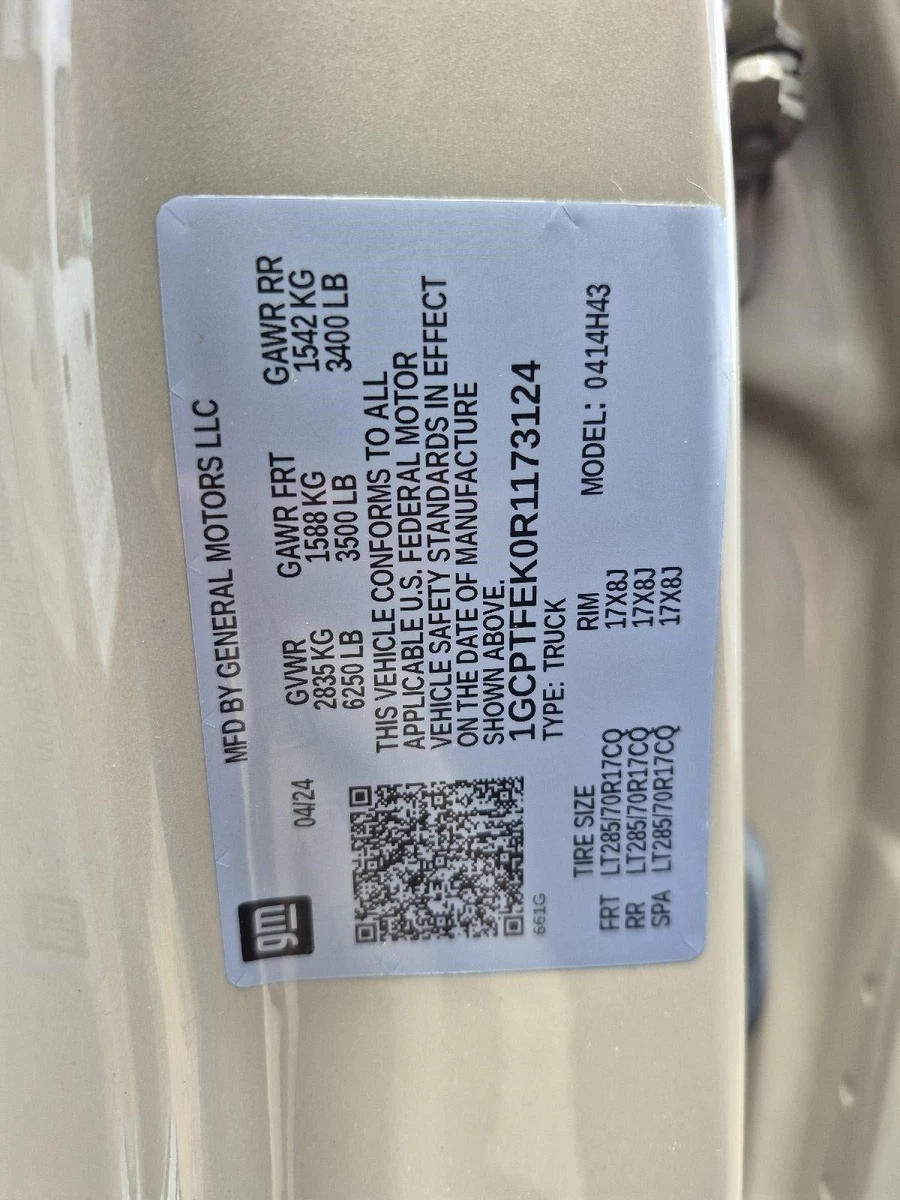 gm
MFD BY GENERAL MOTORS LLC
04/24
GVWR GAWR FRT GAWR RR
2835 KG 1588 KG 1542 KG
6250 LB 3500 LB 3400 LB
THIS VEHICLE CONFORMS TO ALL
APPLICABLE U.S. FEDERAL MOTOR
VEHICLE SAFETY STANDARDS IN EFFECT
ON THE DATE OF MANUFACTURE
SHOWN ABOVE.
1GCPTFEK0R1173124
661G
TYPE: TRUCK
MODEL: 0414H43
TIRE SIZE RIM
FRT LT285/70R17CQ 17X8J
RR LT285/70R17CQ 17X8J
SPA LT285/70R17CQ 17X8J